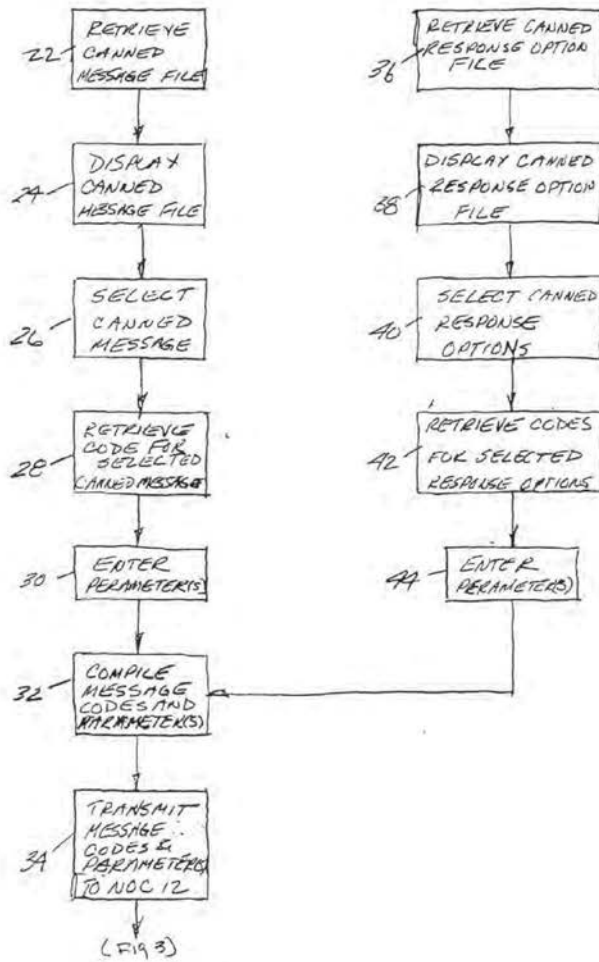 RETRIEVE
CANNED
MESSAGE FILE
22
DISPLAY
CANNED
MESSAGE FILE
24
SELECT
CANNED
MESSAGE
26
RETRIEVE
CODE FOR
SELECTED
CANNED MESSAGE
28
ENTER
PERAMETER(S)
30
COMPILE
MESSAGE
CODES AND
PARAMETER(S)
32
TRANSMIT
MESSAGE
CODES &
PARAMETER(S)
TO NOC 12
34
(FIG 3)
RETRIEVE CANNED
RESPONSE OPTION
FILE
36
DISPLAY CANNED
RESPONSE OPTION
FILE
38
SELECT CANNED
RESPONSE
OPTIONS
40
RETRIEVE CODES
FOR SELECTED
RESPONSE OPTIONS
42
ENTER
PERAMETER(S)
44